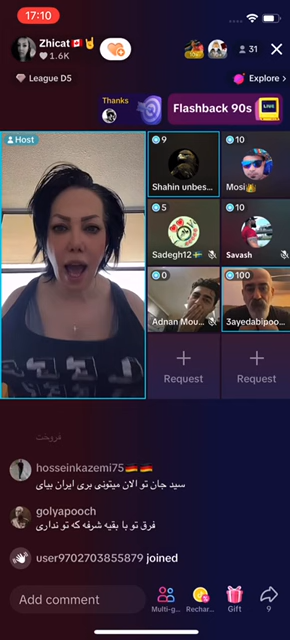 17:10
Zhicat🇨🇦🤘
1.6K
31
League D5
Explore >
Thanks
Flashback 90s
LIVE
Host
9
Shahin unbes...
10
Mosi👑
5
Sadegh12🇸🇪
10
Savash
0
Adnan Mou...
100
3ayedabipoo...
Request
Request
فروخت
hosseinkazemi75🇩🇪🇩🇪
سید جان تو الان میتونی بری ایران بیای
golyapooch
فرق تو با بقیه شرفه که تو نداری
user9702703855879 joined
Add comment
Multi-g...
Rechar...
Gift
9